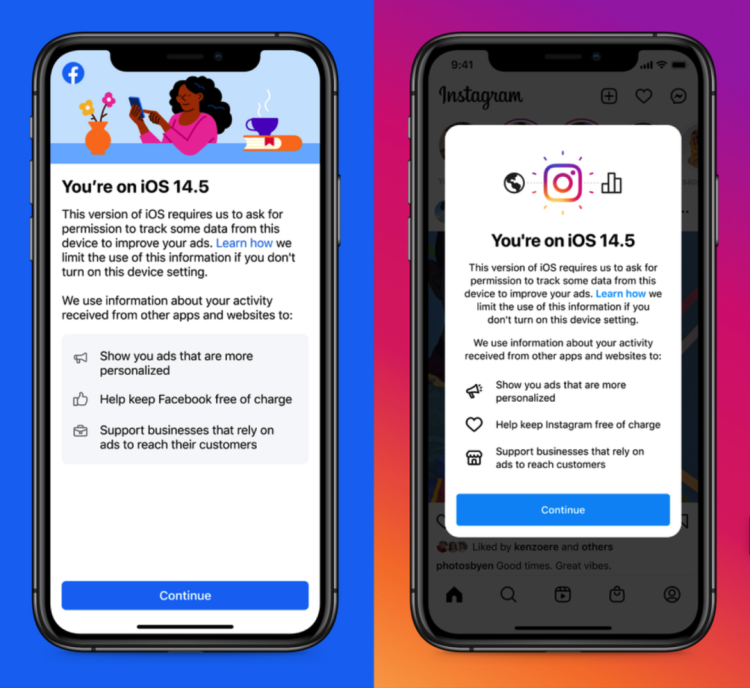 You're on iOS 14.5
This version of iOS requires us to ask for
permission to track some data from this
device to improve your ads. Learn how we
limit the use of this information if you don't
turn on this device setting.
We use information about your activity
received from other apps and websites to:
Show you ads that are more
personalized
Help keep Facebook free of charge
Support businesses that rely on
ads to reach their customers
Continue
9:41
Instagram
You're on iOS 14.5
This version of iOS requires us to ask for
permission to track some data from this
device to improve your ads. Learn how we
limit the use of this information if you
don't turn on this device setting.
We use information about your activity
received from other apps and websites to:
Show you ads that are more
personalized
Help keep Instagram free of charge
Support businesses that rely on
ads to reach customers
Continue
Liked by kenzoere and others
photosbyen Good times. Great vibes.